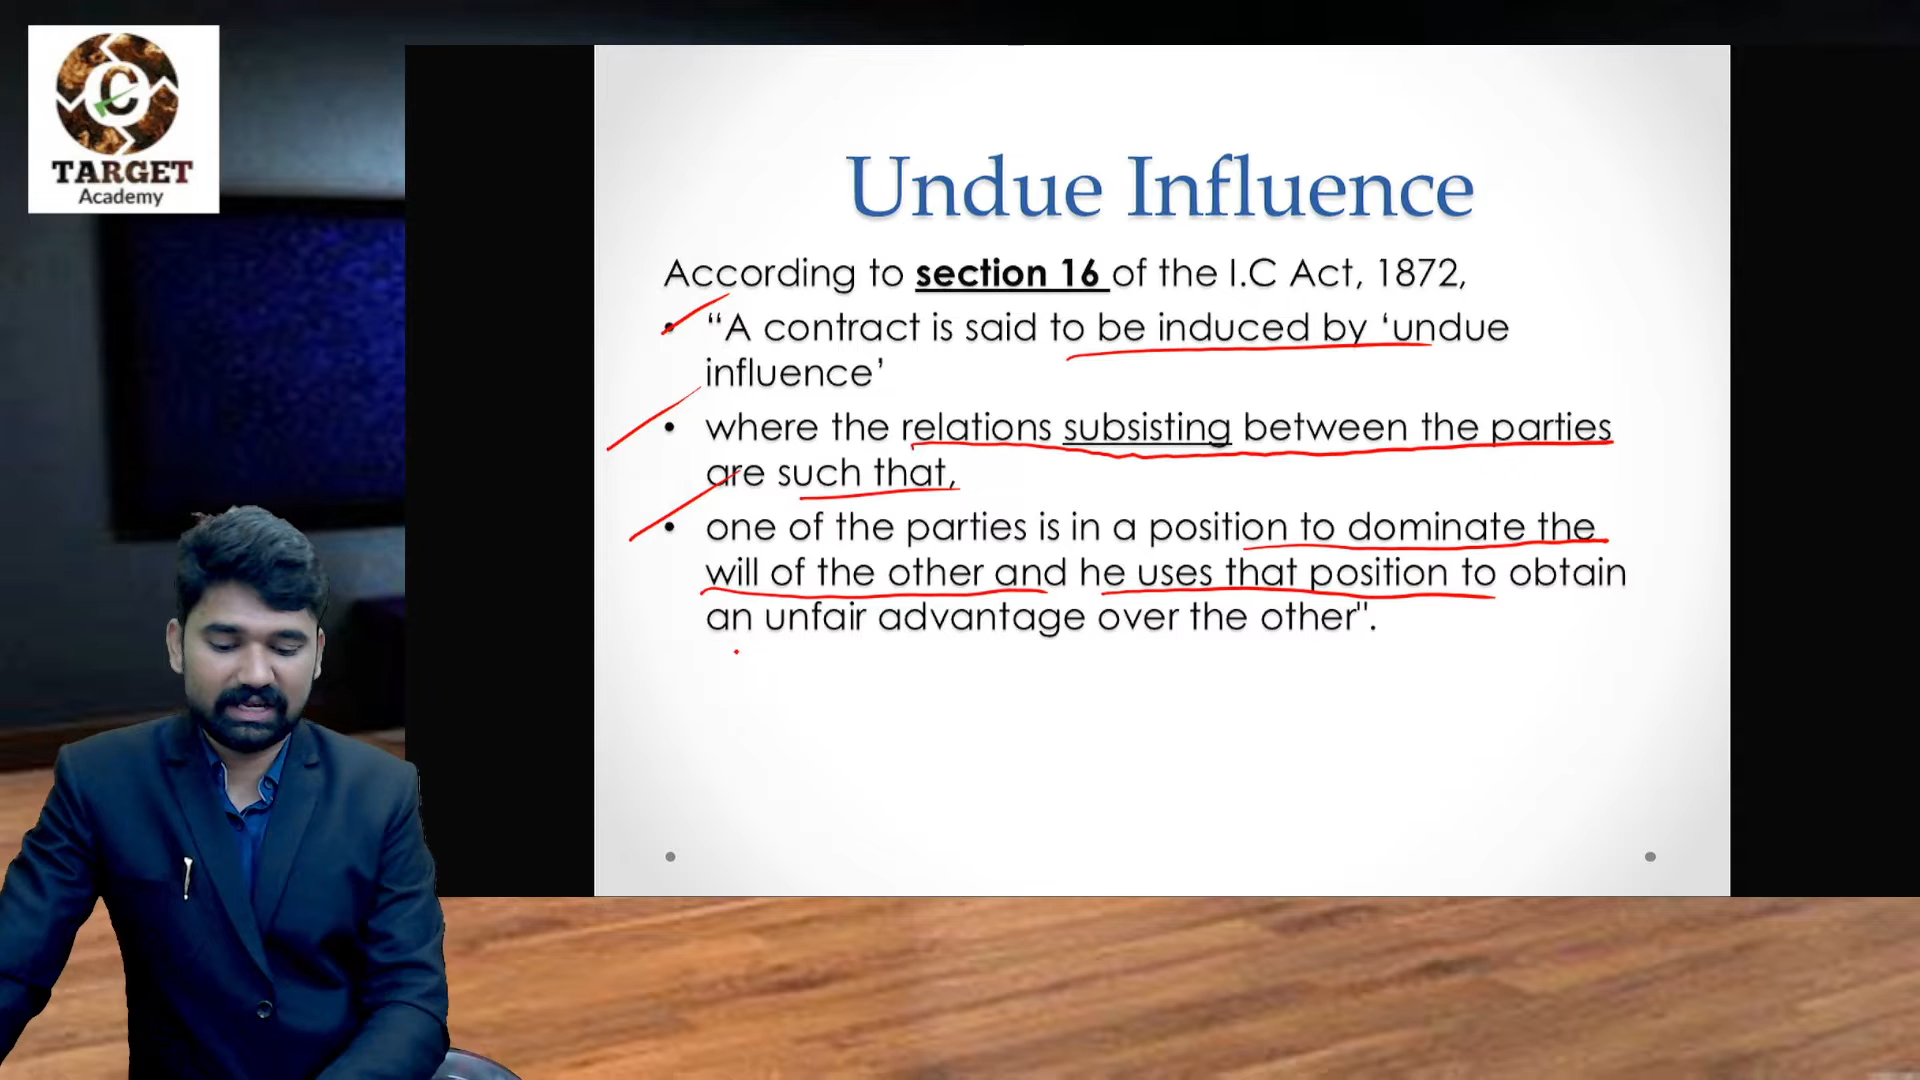 C
TARGET
Academy
Undue Influence
According to section 16 of the I.C Act, 1872,
• “A contract is said to be induced by ‘undue
influence’
• where the relations subsisting between the parties
are such that,
• one of the parties is in a position to dominate the
will of the other and he uses that position to obtain
an unfair advantage over the other".